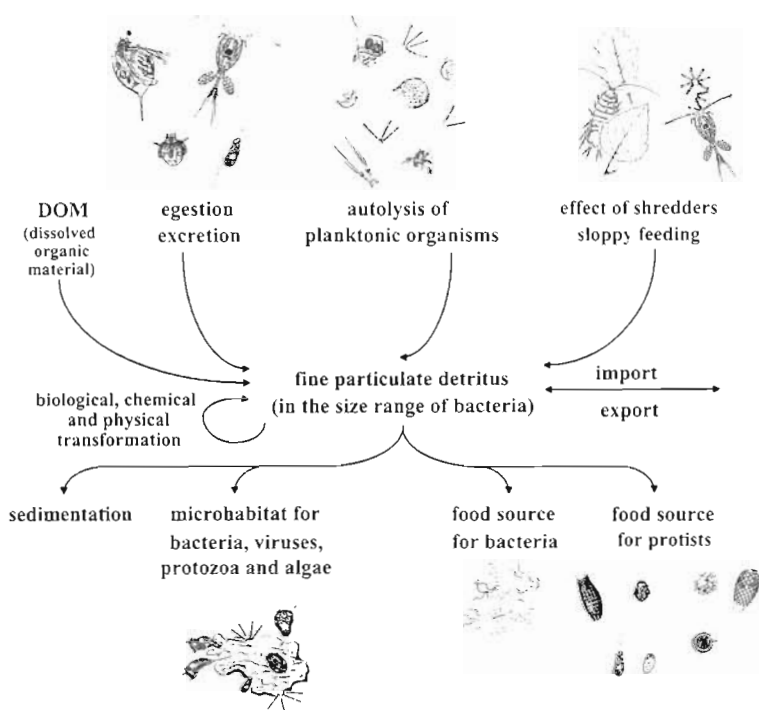 DOM
(dissolved
organic
material)
egestion
excretion
autolysis of
planktonic organisms
effect of shredders
sloppy feeding
fine particulate detritus
(in the size range of bacteria)
import
export
biological, chemical
and physical
transformation
sedimentation
microhabitat for
bacteria, viruses,
protozoa and algae
food source
for bacteria
food source
for protists